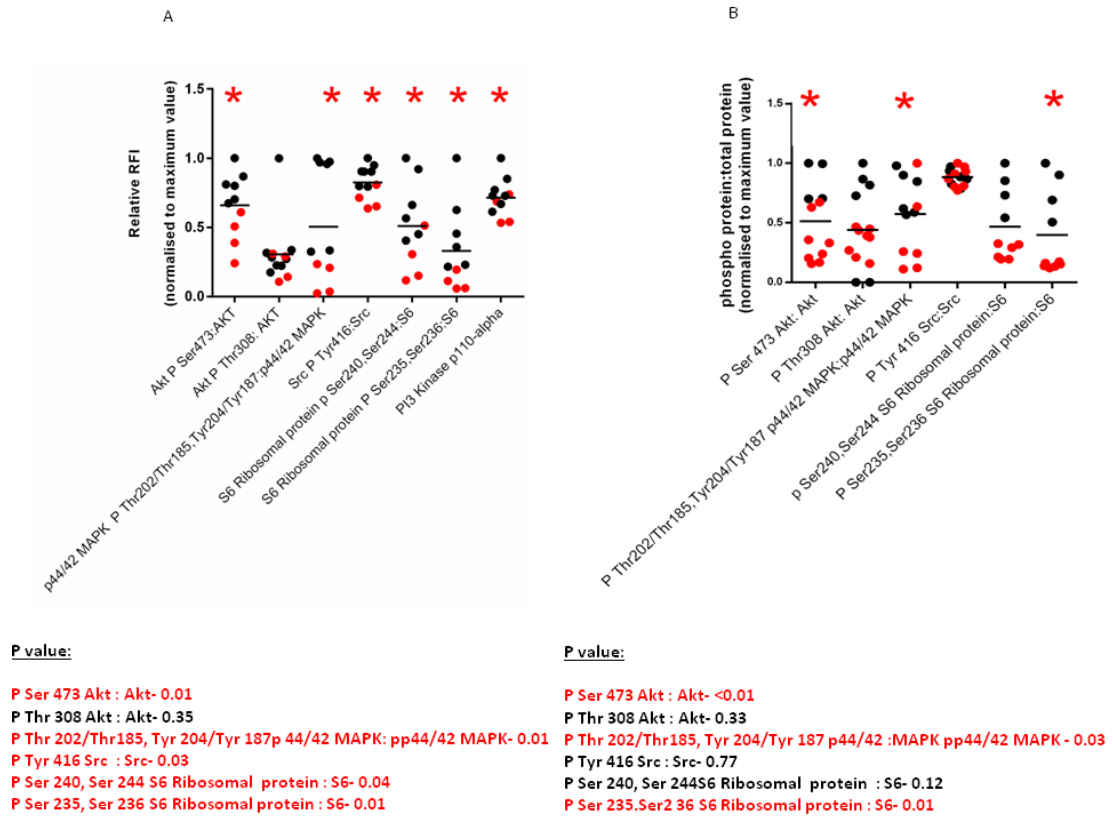 A
B
Relative RFI
(normalised to maximum value)
1.5
1.0
0.5
0.0
* * * * * *
Akt P Ser473:AKT
Akt P Thr308: AKT
p44/42 MAPK P Thr202/Thr185,Tyr204/Tyr187:p44/42 MAPK
Src P Tyr416:Src
S6 Ribosomal protein p Ser240,Ser244:S6
S6 Ribosomal protein P Ser235,Ser236:S6
PI3 Kinase p110-alpha
phospho protein:total protein
(normalized to maximum value)
1.5
1.0
0.5
0.0
* * *
P Ser 473 Akt: Akt
P Thr308 Akt: Akt
P Thr202/Thr185,Tyr204/Tyr187 p44/42 MAPK:p44/42 MAPK
P Tyr 416 Src:Src
p Ser240,Ser244 S6 Ribosomal protein:S6
P Ser235,Ser236 S6 Ribosomal protein:S6
P value:
P Ser 473 Akt : Akt- 0.01
P Thr 308 Akt : Akt- 0.35
P Thr 202/Thr185, Tyr 204/Tyr 187p 44/42 MAPK: pp44/42 MAPK- 0.01
P Tyr 416 Src : Src- 0.03
P Ser 240, Ser 244 S6 Ribosomal protein : S6- 0.04
P Ser 235, Ser 236 S6 Ribosomal protein : S6- 0.01
P value:
P Ser 473 Akt : Akt- <0.01
P Thr 308 Akt : Akt- 0.33
P Thr 202/Thr185, Tyr 204/Tyr 187 p44/42 :MAPK pp44/42 MAPK - 0.03
P Tyr 416 Src : Src- 0.77
P Ser 240, Ser 244S6 Ribosomal protein : S6- 0.12
P Ser 235.Ser2 36 S6 Ribosomal protein : S6- 0.01